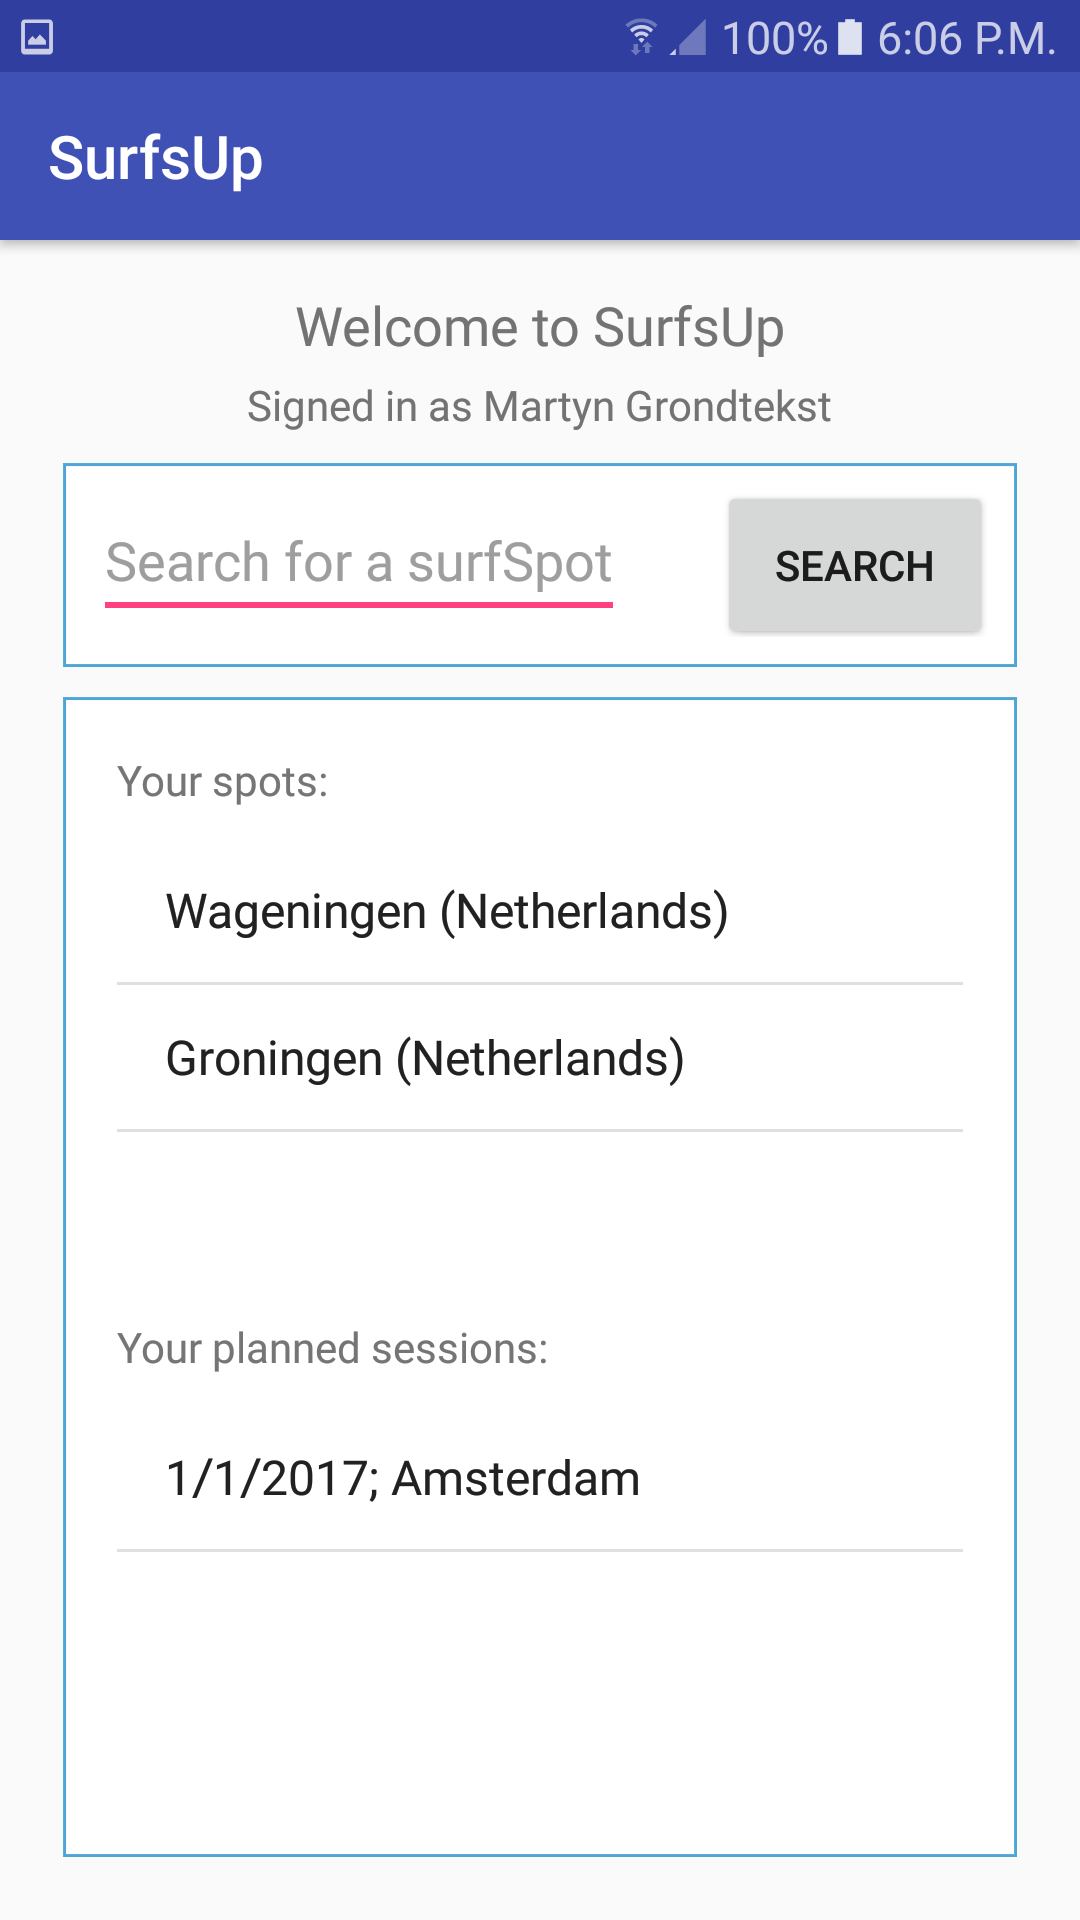 100% 6:06 P.M.
SurfsUp
Welcome to SurfsUp
Signed in as Martyn Grondtekst
Search for a surfSpot
SEARCH
Your spots:
Wageningen (Netherlands)
Groningen (Netherlands)
Your planned sessions:
1/1/2017; Amsterdam